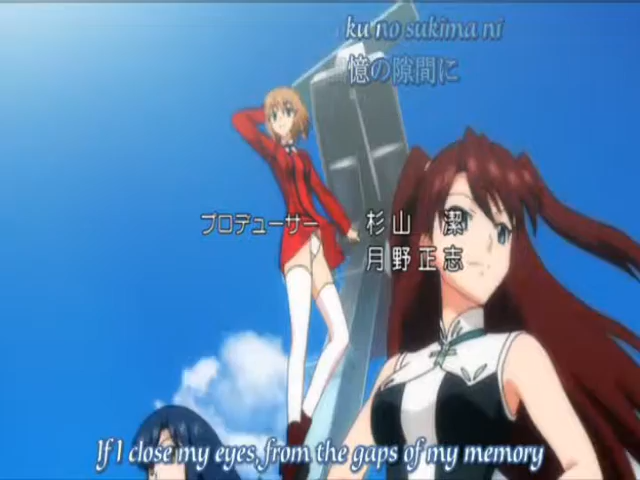 ku no sukima ni
憶の隙間に
プロデューサー 杉山 潔
月野正志
If I close my eyes, from the gaps of my memory